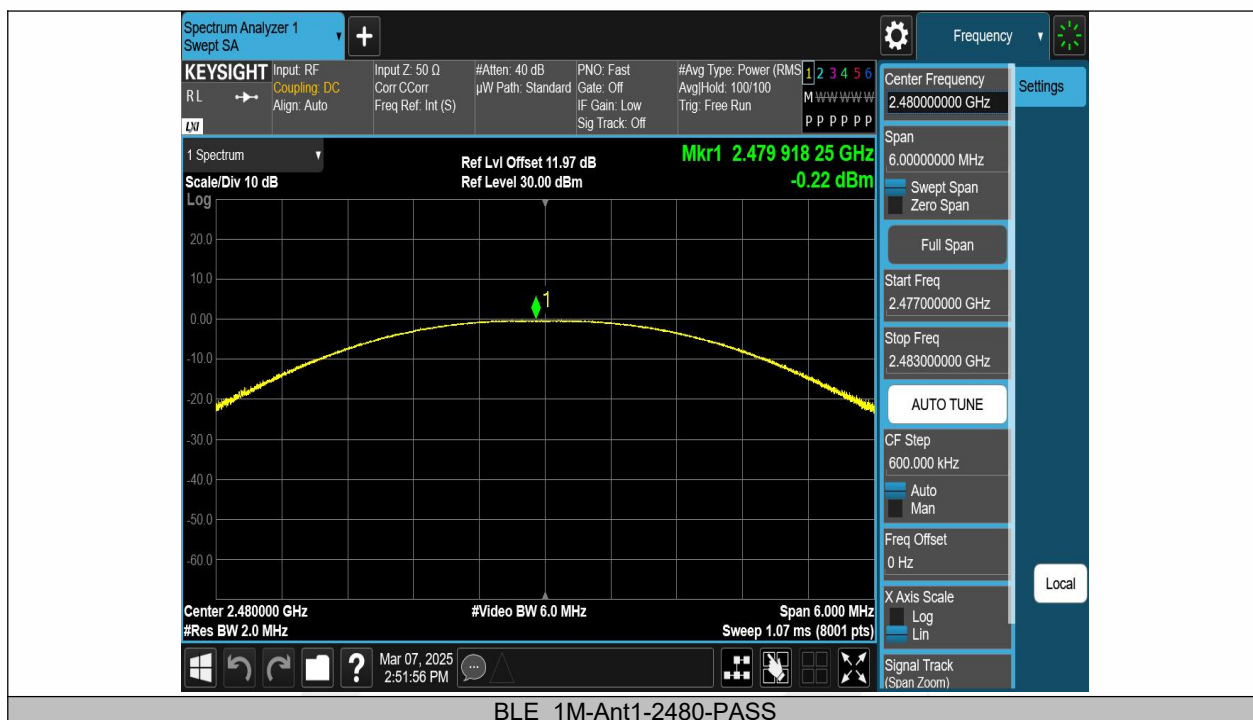 Spectrum Analyzer 1
Swept SA
+
Frequency
KEYSIGHT
RL
LXI
Input: RF
Coupling: DC
Align: Auto
Input Z: 50 Ω
Corr CCorr
Freq Ref: Int (S)
#Atten: 40 dB
µW Path: Standard
PNO: Fast
Gate: Off
IF Gain: Low
Sig Track: Off
#Avg Type: Power (RMS
Avg|Hold: 100/100
Trig: Free Run
1 2 3 4 5 6
M W W W W W
P P P P P P
1 Spectrum
Scale/Div 10 dB
Log
Ref Lvl Offset 11.97 dB
Ref Level 30.00 dBm
Mkr1 2.479 918 25 GHz
-0.22 dBm
20.0
10.0
0.00
-10.0
-20.0
-30.0
-40.0
-50.0
-60.0
1
Center 2.480000 GHz
#Res BW 2.0 MHz
#Video BW 6.0 MHz
Span 6.000 MHz
Sweep 1.07 ms (8001 pts)
?
Mar 07, 2025
2:51:56 PM
Center Frequency
2.480000000 GHz
Settings
Span
6.00000000 MHz
Swept Span
Zero Span
Full Span
Start Freq
2.477000000 GHz
Stop Freq
2.483000000 GHz
AUTO TUNE
CF Step
600.000 kHz
Auto
Man
Freq Offset
0 Hz
X Axis Scale
Log
Lin
Local
Signal Track
(Span Zoom)
BLE_1M-Ant1-2480-PASS